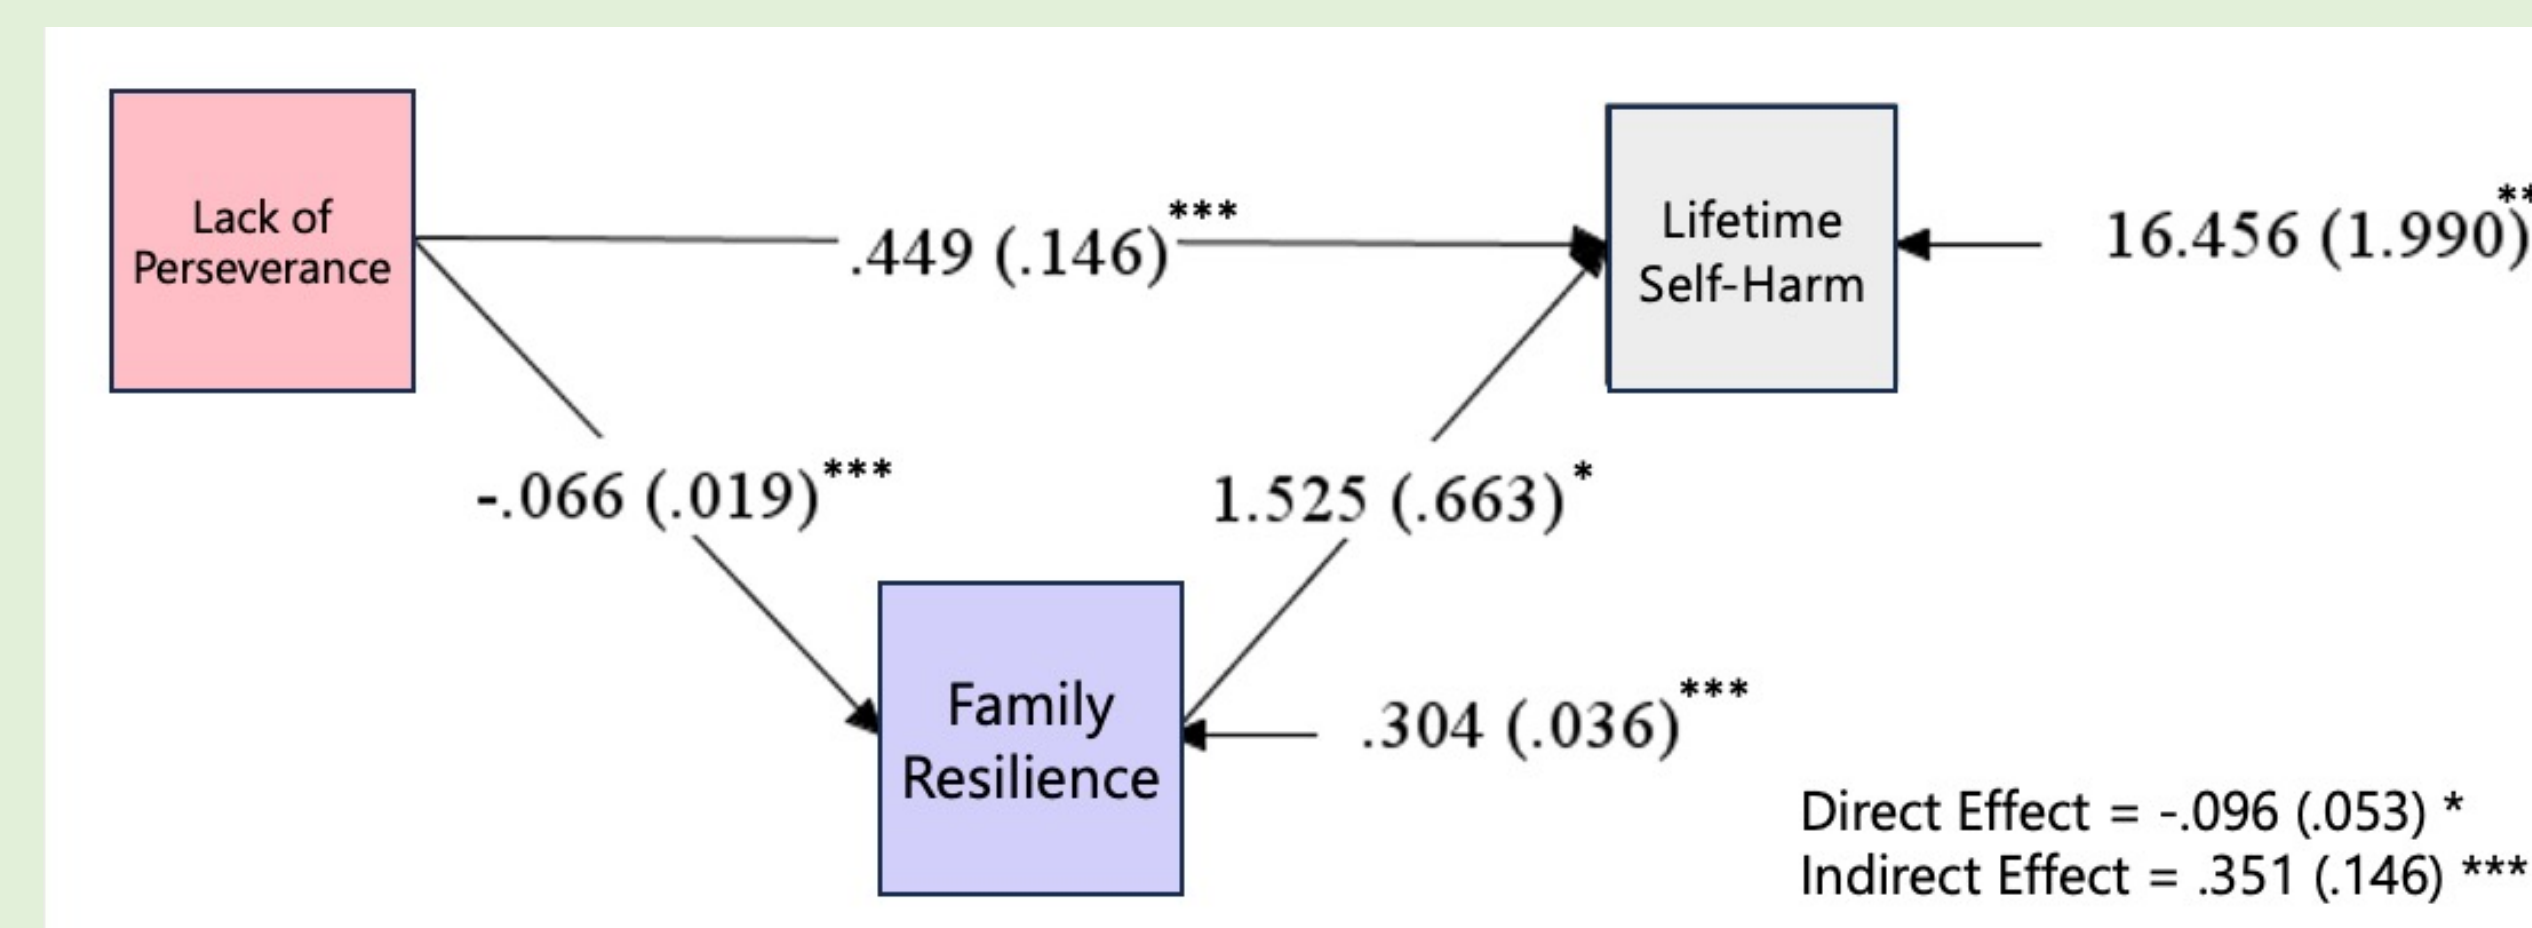 Lack of
Perseverance
.449 (.146)***
Lifetime
Self-Harm
16.456 (1.990)**
-.066 (.019)***
1.525 (.663)*
Family
Resilience
.304 (.036)***
Direct Effect = -.096 (.053) *
Indirect Effect = .351 (.146) ***